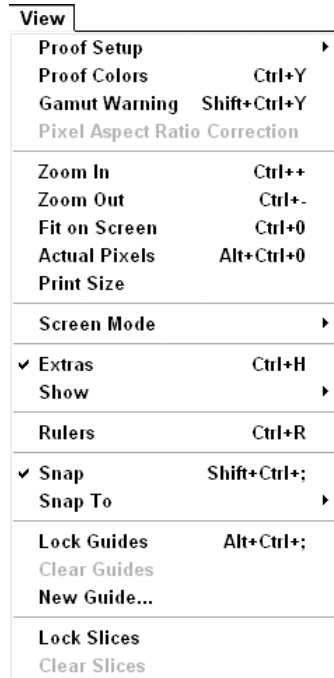 View
Proof Setup
Proof Colors Ctrl+Y
Gamut Warning Shift+Ctrl+Y
Pixel Aspect Ratio Correction
Zoom In Ctrl++
Zoom Out Ctrl+-
Fit on Screen Ctrl+0
Actual Pixels Alt+Ctrl+0
Print Size
Screen Mode
Extras Ctrl+H
Show
Rulers Ctrl+R
Snap Shift+Ctrl+;
Snap To
Lock Guides Alt+Ctrl+;
Clear Guides
New Guide...
Lock Slices
Clear Slices